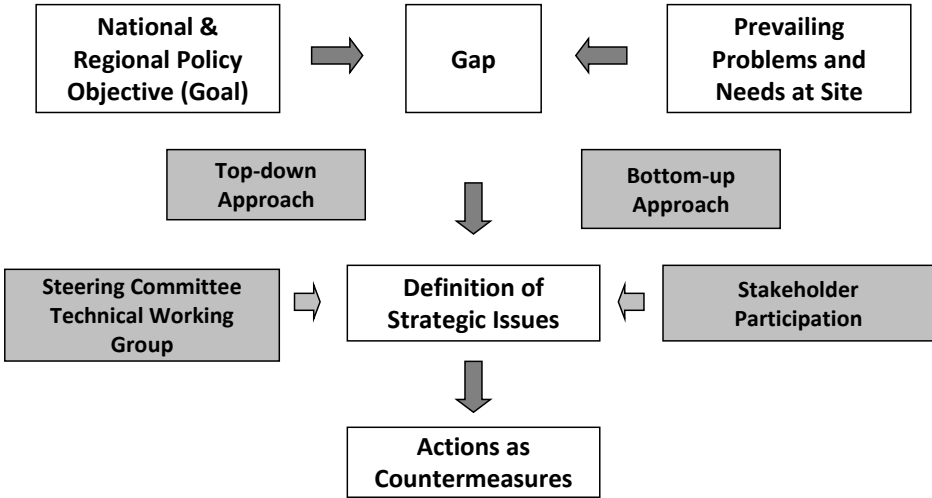 National &
Regional Policy
Objective (Goal)
Gap
Prevailing
Problems and
Needs at Site
Top-down
Approach
Bottom-up
Approach
Steering Committee
Technical Working
Group
Definition of
Strategic Issues
Stakeholder
Participation
Actions as
Countermeasures